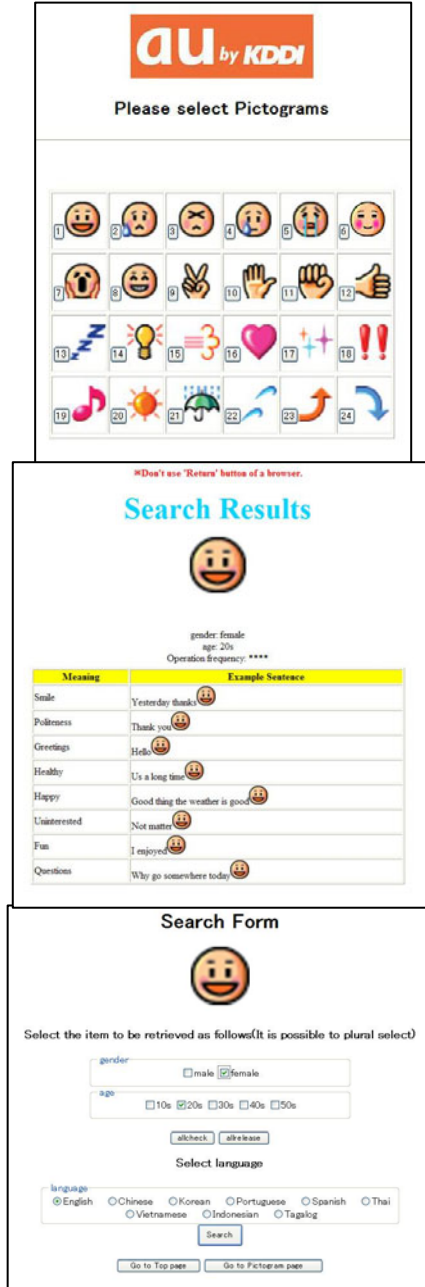 au by KDDI
Please select Pictograms
1 2 3 4 5 6
7 8 9 10 11 12
13 14 15 16 17 18
19 20 21 22 23 24
※Don't use 'Return' button of a browser.
Search Results
gender: female
age: 20s
Operation frequency: ****
Meaning Example Sentence
Smile Yesterday thanks
Politeness Thank you
Greetings Hello
Healthy Us a long time
Happy Good thing the weather is good
Uninterested Not matter
Fun I enjoyed
Questions Why go somewhere today
Search Form
Select the item to be retrieved as follows(It is possible to plural select)
gender
male female
age
10s 20s 30s 40s 50s
allcheck allrelease
Select language
language
English Chinese Korean Portuguese Spanish Thai
Vietnamese Indonesian Tagalog
Search
Go to Top page Go to Pictogram page